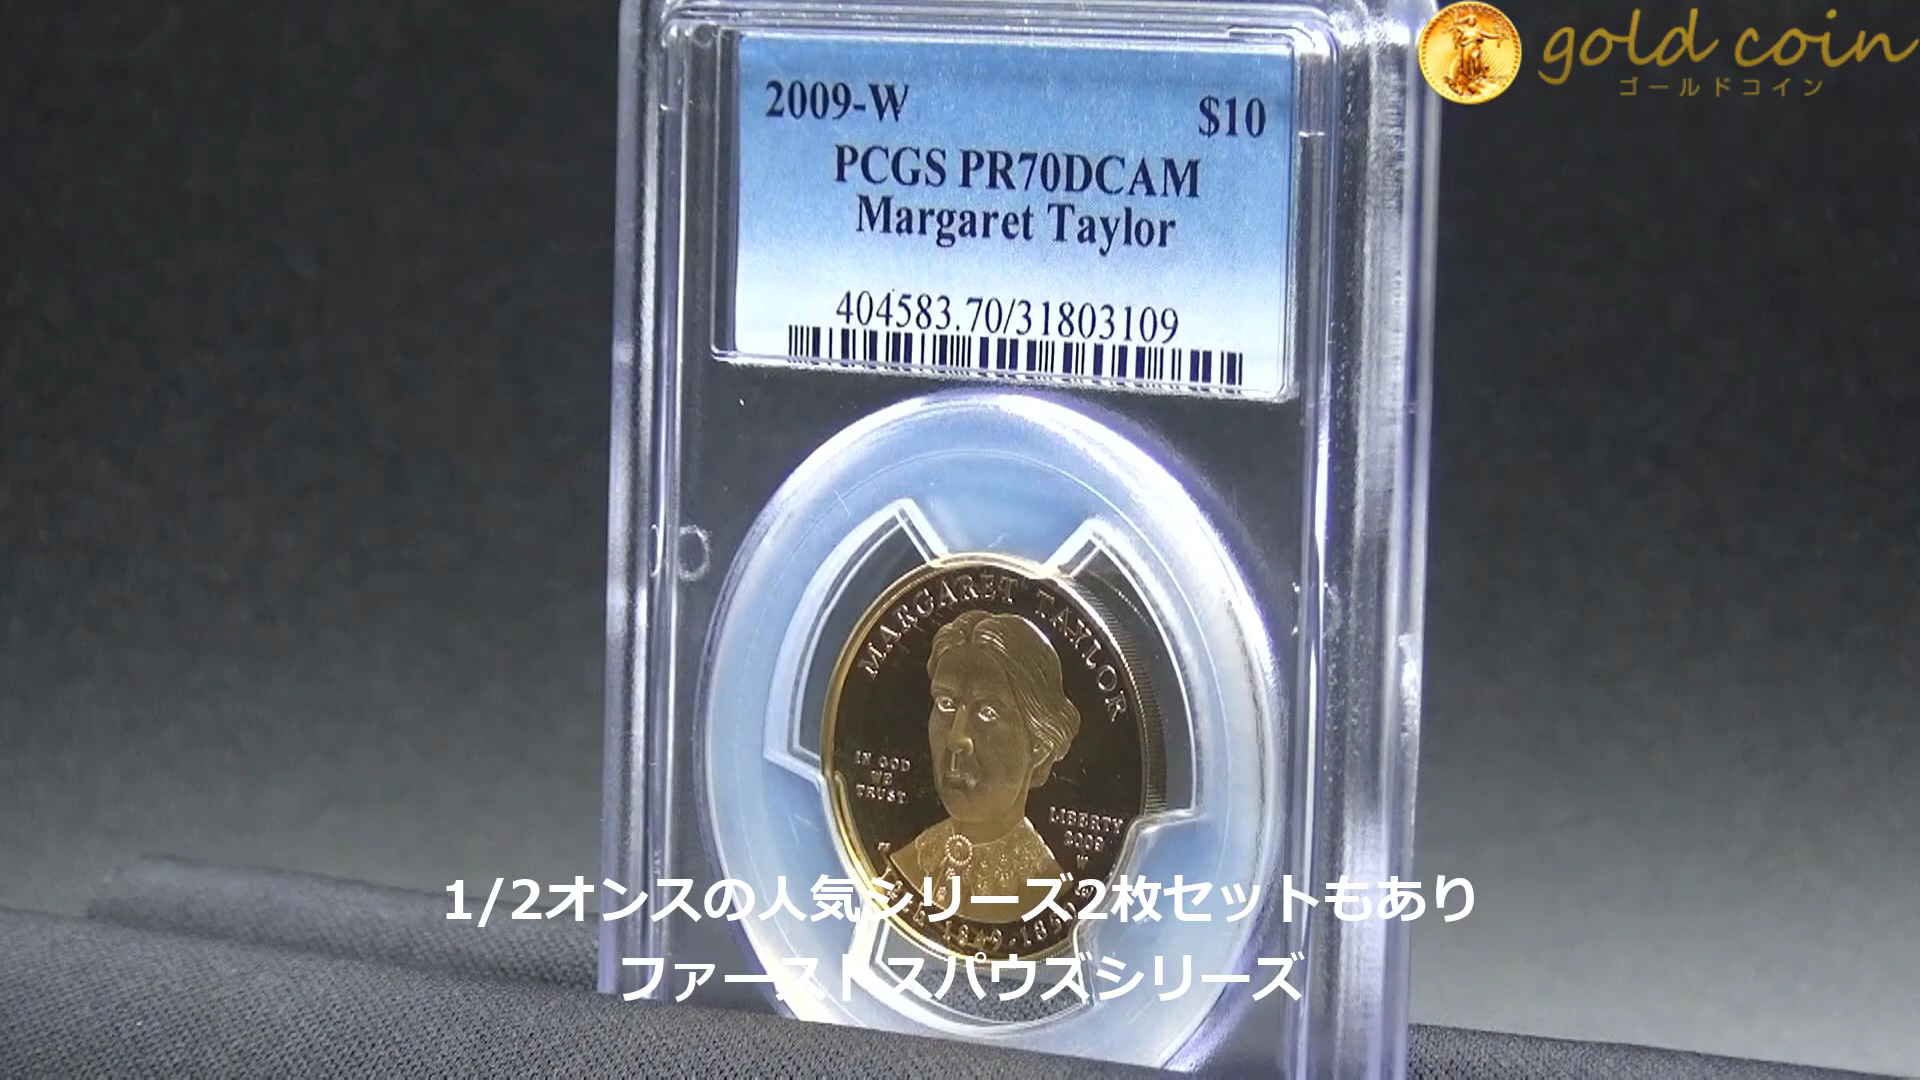 gold coin
ゴールドコイン
2009-W
$10
PCGS PR70DCAM
Margaret Taylor
404583.70/31803109
MARGARET TAYLOR
IN GOD
WE
TRUST
LIBERTY
2009
W
1/2オンスの人気シリーズ2枚セットもあり
ファーストスパウズシリーズ